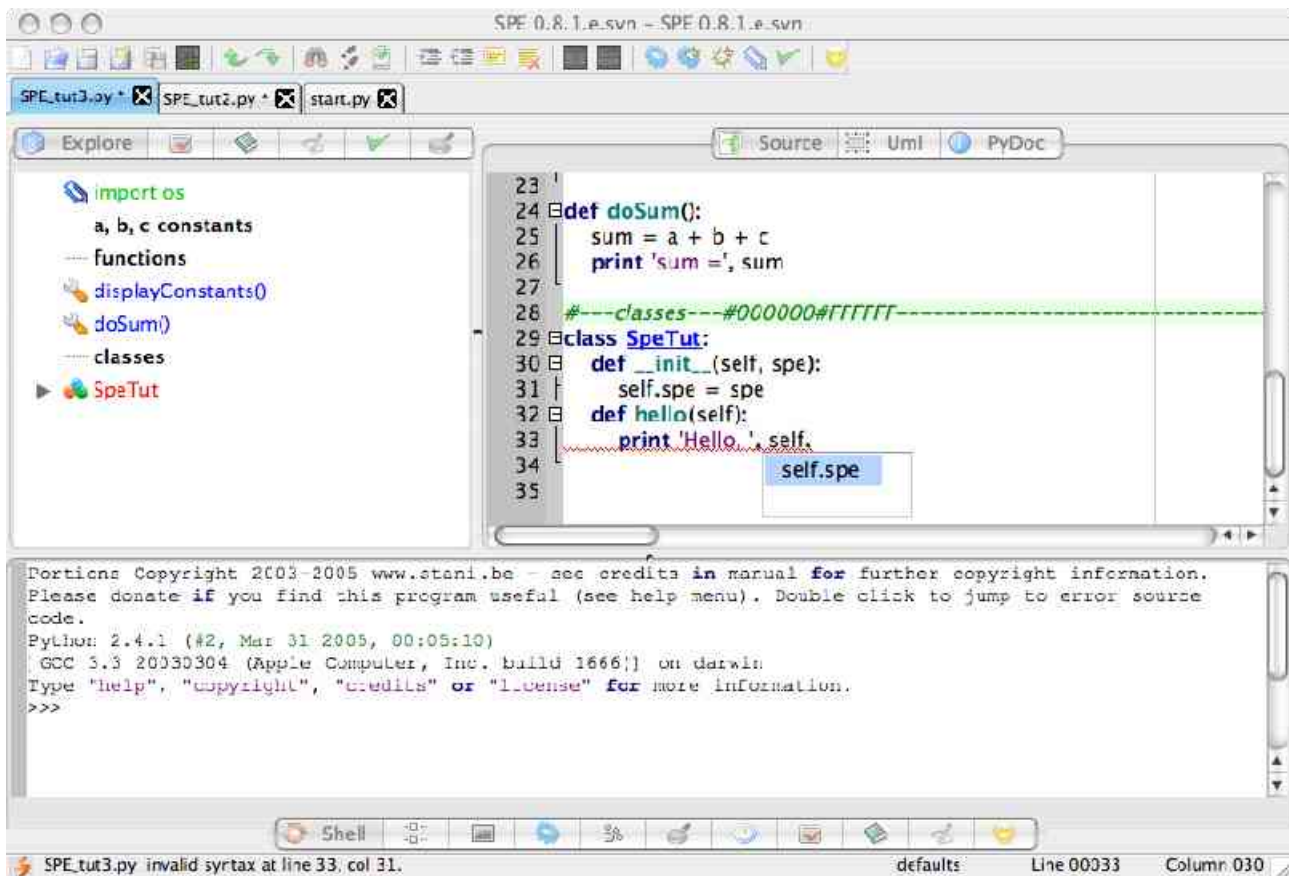 SPE 0.8.1.e.svn - SPE 0.8.1.e.svn
SPE_tut3.py * SPE_tut2.py * start.py
Explore
Source Uml PyDoc
import os
a, b, c constants
functions
displayConstants()
doSum()
classes
SpeTut
23
24 def doSum():
25 sum = a + b + c
26 print 'sum =', sum
27
28 #---classes---#000000#FFFFFF--------------------------------
29 class SpeTut:
30 def __init__(self, spe):
31 self.spe = spe
32 def hello(self):
33 print 'Hello, ', self.
34
35
self.spe
Portions Copyright 2003-2005 www.stani.be - see credits in manual for further copyright information.
Please donate if you find this program useful (see help menu). Double click to jump to error source
code.
Python 2.4.1 (#2, Mar 31 2005, 00:05:10)
[GCC 3.3 20030304 (Apple Computer, Inc. build 1666)] on darwin
Type "help", "copyright", "credits" or "license" for more information.
>>>
Shell
SPE_tut3.py invalid syntax at line 33, col 31.
defaults Line 00033 Column 030